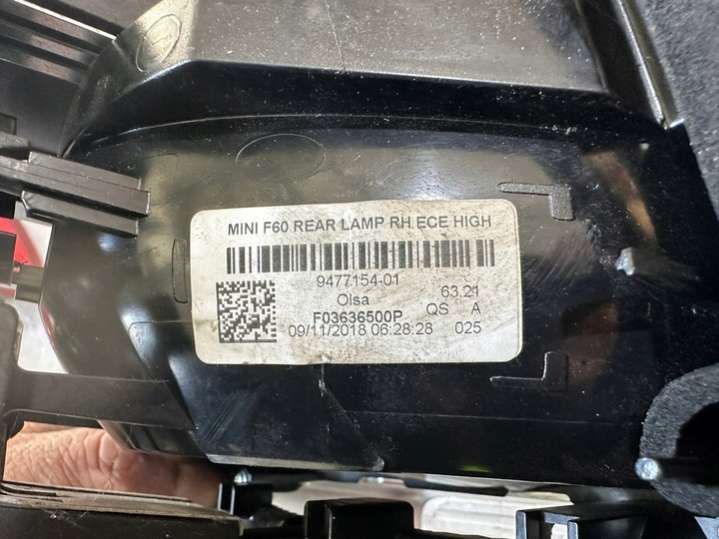 MINI F60 REAR LAMP RH ECE HIGH
9477154-01 63.21
Olsa QS A
F03636500P
09/11/2018 06:28:28 025